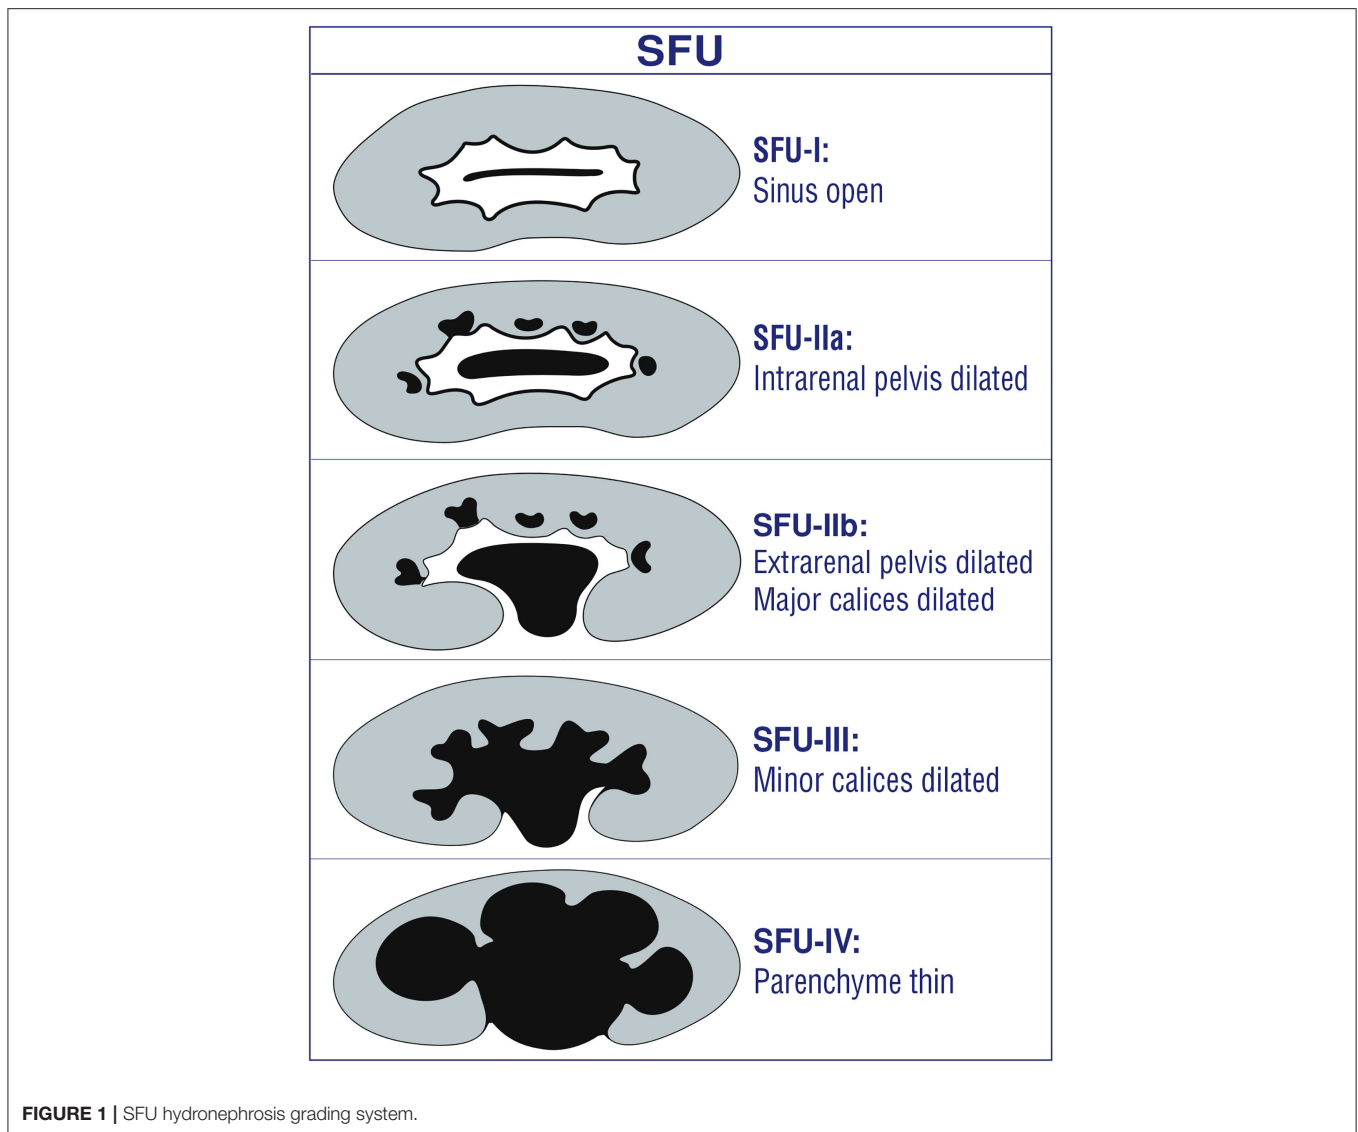 SFU
SFU-I:
Sinus open
SFU-IIa:
Intrarenal pelvis dilated
SFU-IIb:
Extrarenal pelvis dilated
Major calices dilated
SFU-III:
Minor calices dilated
SFU-IV:
Parenchyme thin
FIGURE 1 | SFU hydronephrosis grading system.